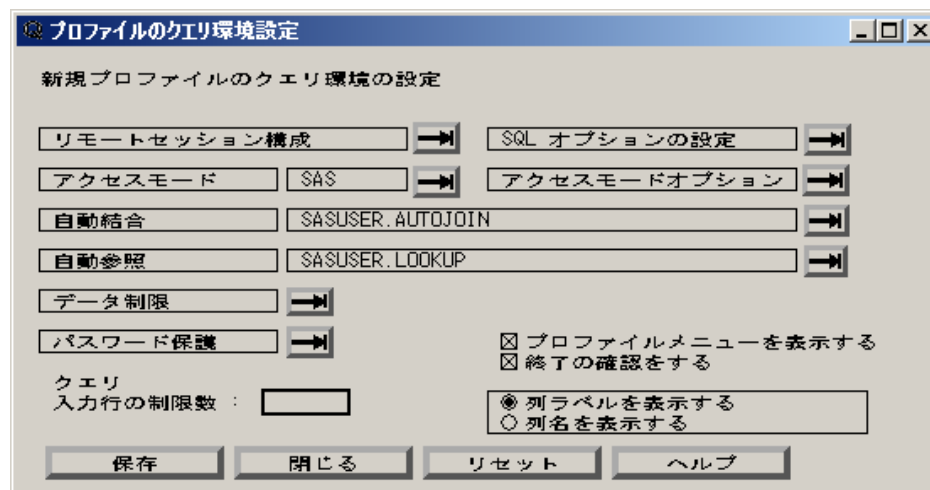 プロファイルのクエリ環境設定
新規プロファイルのクエリ環境の設定
リモートセッション構成 SQL オプションの設定
アクセスモード SAS アクセスモードオプション
自動結合 SASUSER.AUTOJOIN
自動参照 SASUSER.LOOKUP
データ制限
パスワード保護 プロファイルメニューを表示する
終了の確認をする
クエリ
入力行の制限数 : 列ラベルを表示する
列名を表示する
保存 閉じる リセット ヘルプ